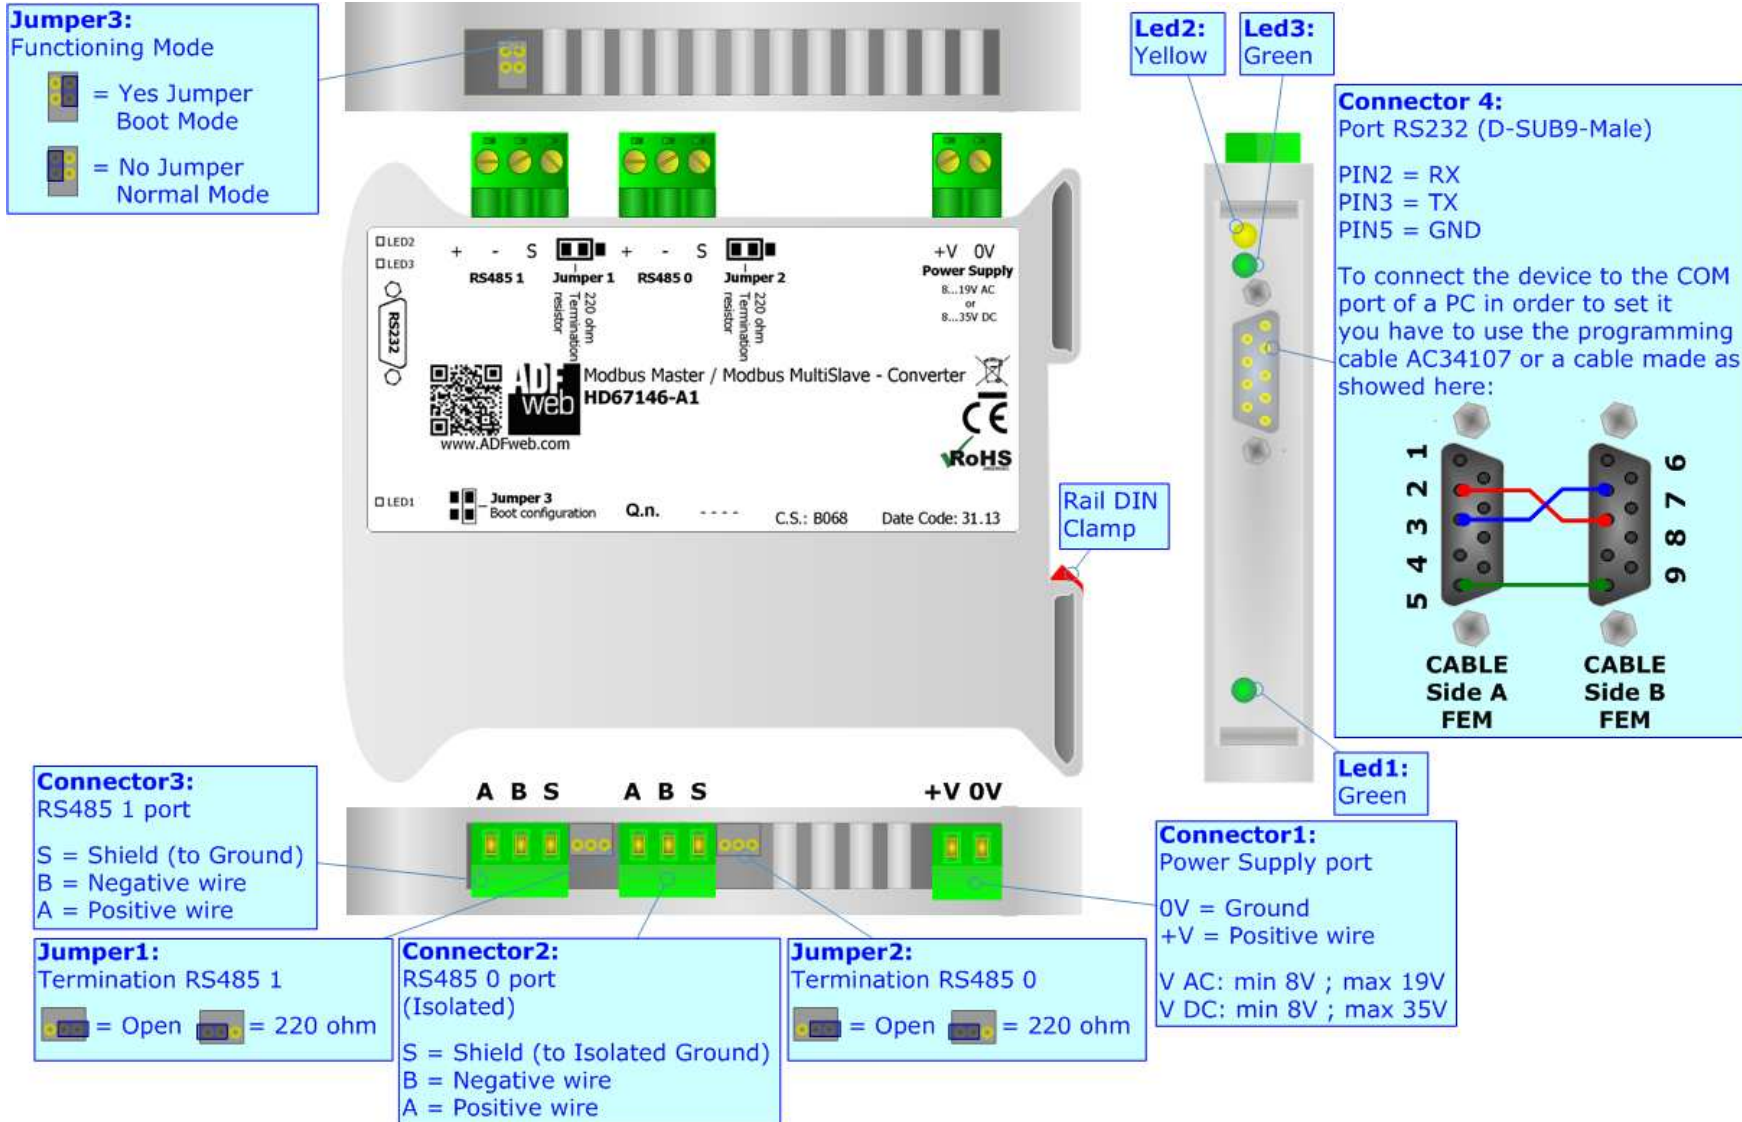 Jumper3:
Functioning Mode
= Yes Jumper
Boot Mode
= No Jumper
Normal Mode
Led2:
Yellow
Led3:
Green
Connector 4:
Port RS232 (D-SUB9-Male)
PIN2 = RX
PIN3 = TX
PIN5 = GND
To connect the device to the COM
port of a PC in order to set it
you have to use the programming
cable AC34107 or a cable made as
showed here:
1
2
3
4
5
6
7
8
9
CABLE
Side A
FEM
CABLE
Side B
FEM
LED2
LED3
RS232
+ - S
RS485 1
Jumper 1
220 ohm
Termination
resistor
+ - S
RS485 0
Jumper 2
220 ohm
Termination
resistor
+V 0V
Power Supply
8...19V AC
or
8...35V DC
ADF
web
www.ADFweb.com
Modbus Master / Modbus MultiSlave - Converter
HD67146-A1
CE
RoHS
LED1
Jumper 3
Boot configuration
Q.n. - - - -
C.S.: B068
Date Code: 31.13
Rail DIN
Clamp
Led1:
Green
A B S
A B S
+V 0V
Connector3:
RS485 1 port
S = Shield (to Ground)
B = Negative wire
A = Positive wire
Jumper1:
Termination RS485 1
= Open = 220 ohm
Connector2:
RS485 0 port
(Isolated)
S = Shield (to Isolated Ground)
B = Negative wire
A = Positive wire
Jumper2:
Termination RS485 0
= Open = 220 ohm
Connector1:
Power Supply port
0V = Ground
+V = Positive wire
V AC: min 8V ; max 19V
V DC: min 8V ; max 35V